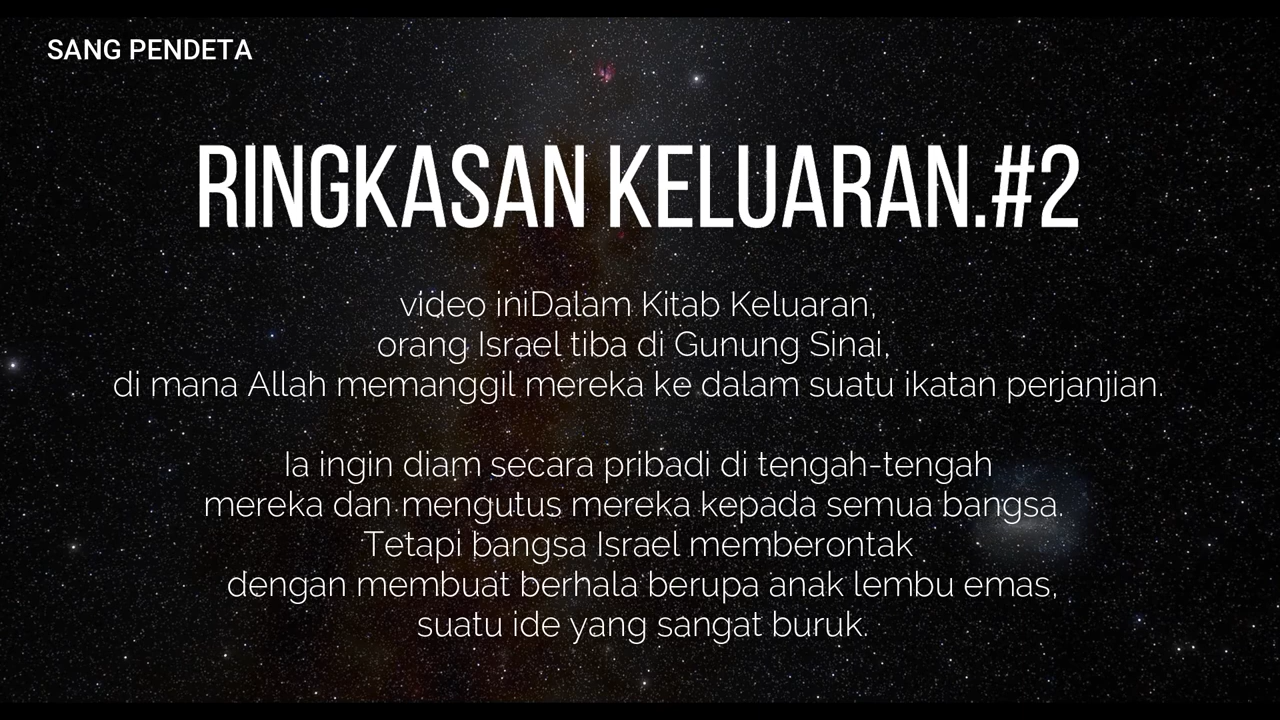 SANG PENDETA
RINGKASAN KELUARAN.#2
video iniDalam Kitab Keluaran,
orang Israel tiba di Gunung Sinai,
di mana Allah memanggil mereka ke dalam suatu ikatan perjanjian.
Ia ingin diam secara pribadi di tengah-tengah
mereka dan mengutus mereka kepada semua bangsa.
Tetapi bangsa Israel memberontak
dengan membuat berhala berupa anak lembu emas,
suatu ide yang sangat buruk.